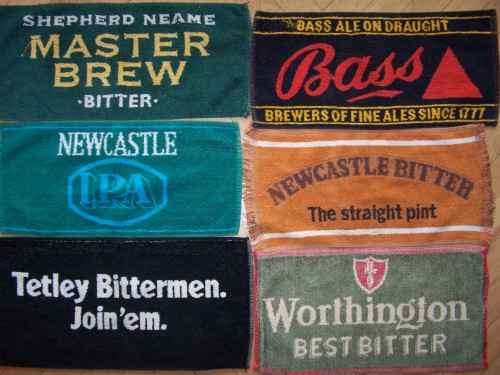 SHEPHERD NEAME
MASTER
BREW
·BITTER·
BASS ALE ON DRAUGHT
Bass
BREWERS OF FINE ALES SINCE 1777
NEWCASTLE
IPA
NEWCASTLE BITTER
The straight pint
Tetley Bittermen.
Join'em.
Worthington
BEST BITTER